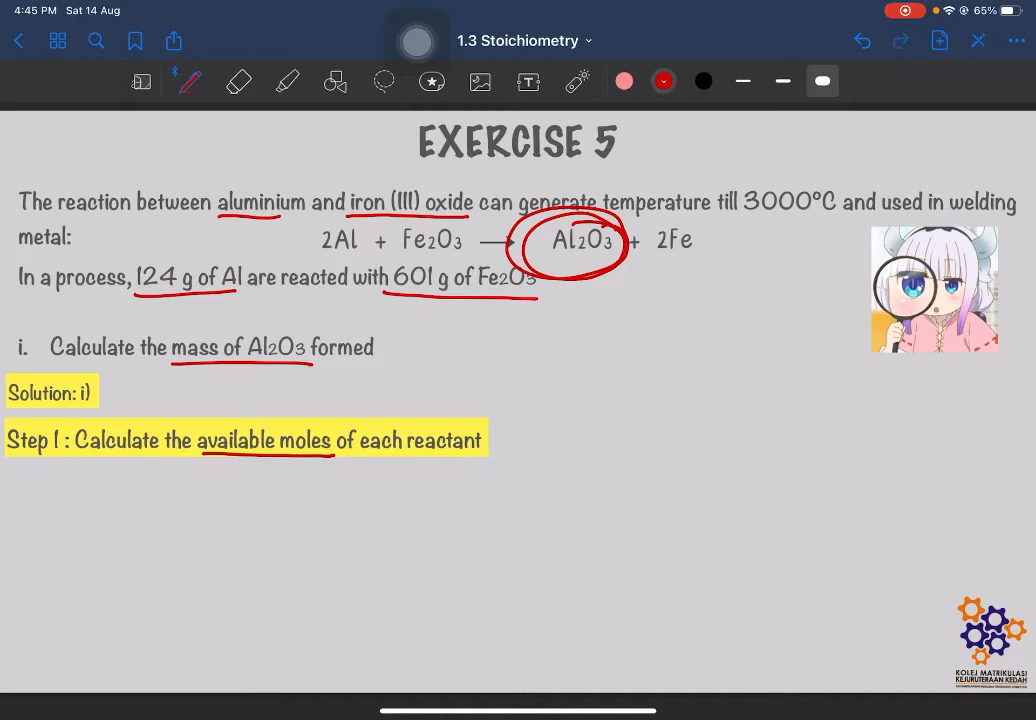 4:45 PM Sat 14 Aug
65%
1.3 Stoichiometry
T
EXERCISE 5
The reaction between aluminium and iron (III) oxide can generate temperature till 3000°C and used in welding
metal:
2Al + Fe₂O₃ → Al₂O₃ + 2Fe
In a process, 124 g of Al are reacted with 601 g of Fe₂O₃
i. Calculate the mass of Al₂O₃ formed
Solution: i)
Step 1 : Calculate the available moles of each reactant
KOLEJ MATRIKULASI
KEJURUTERAAN KEDAH